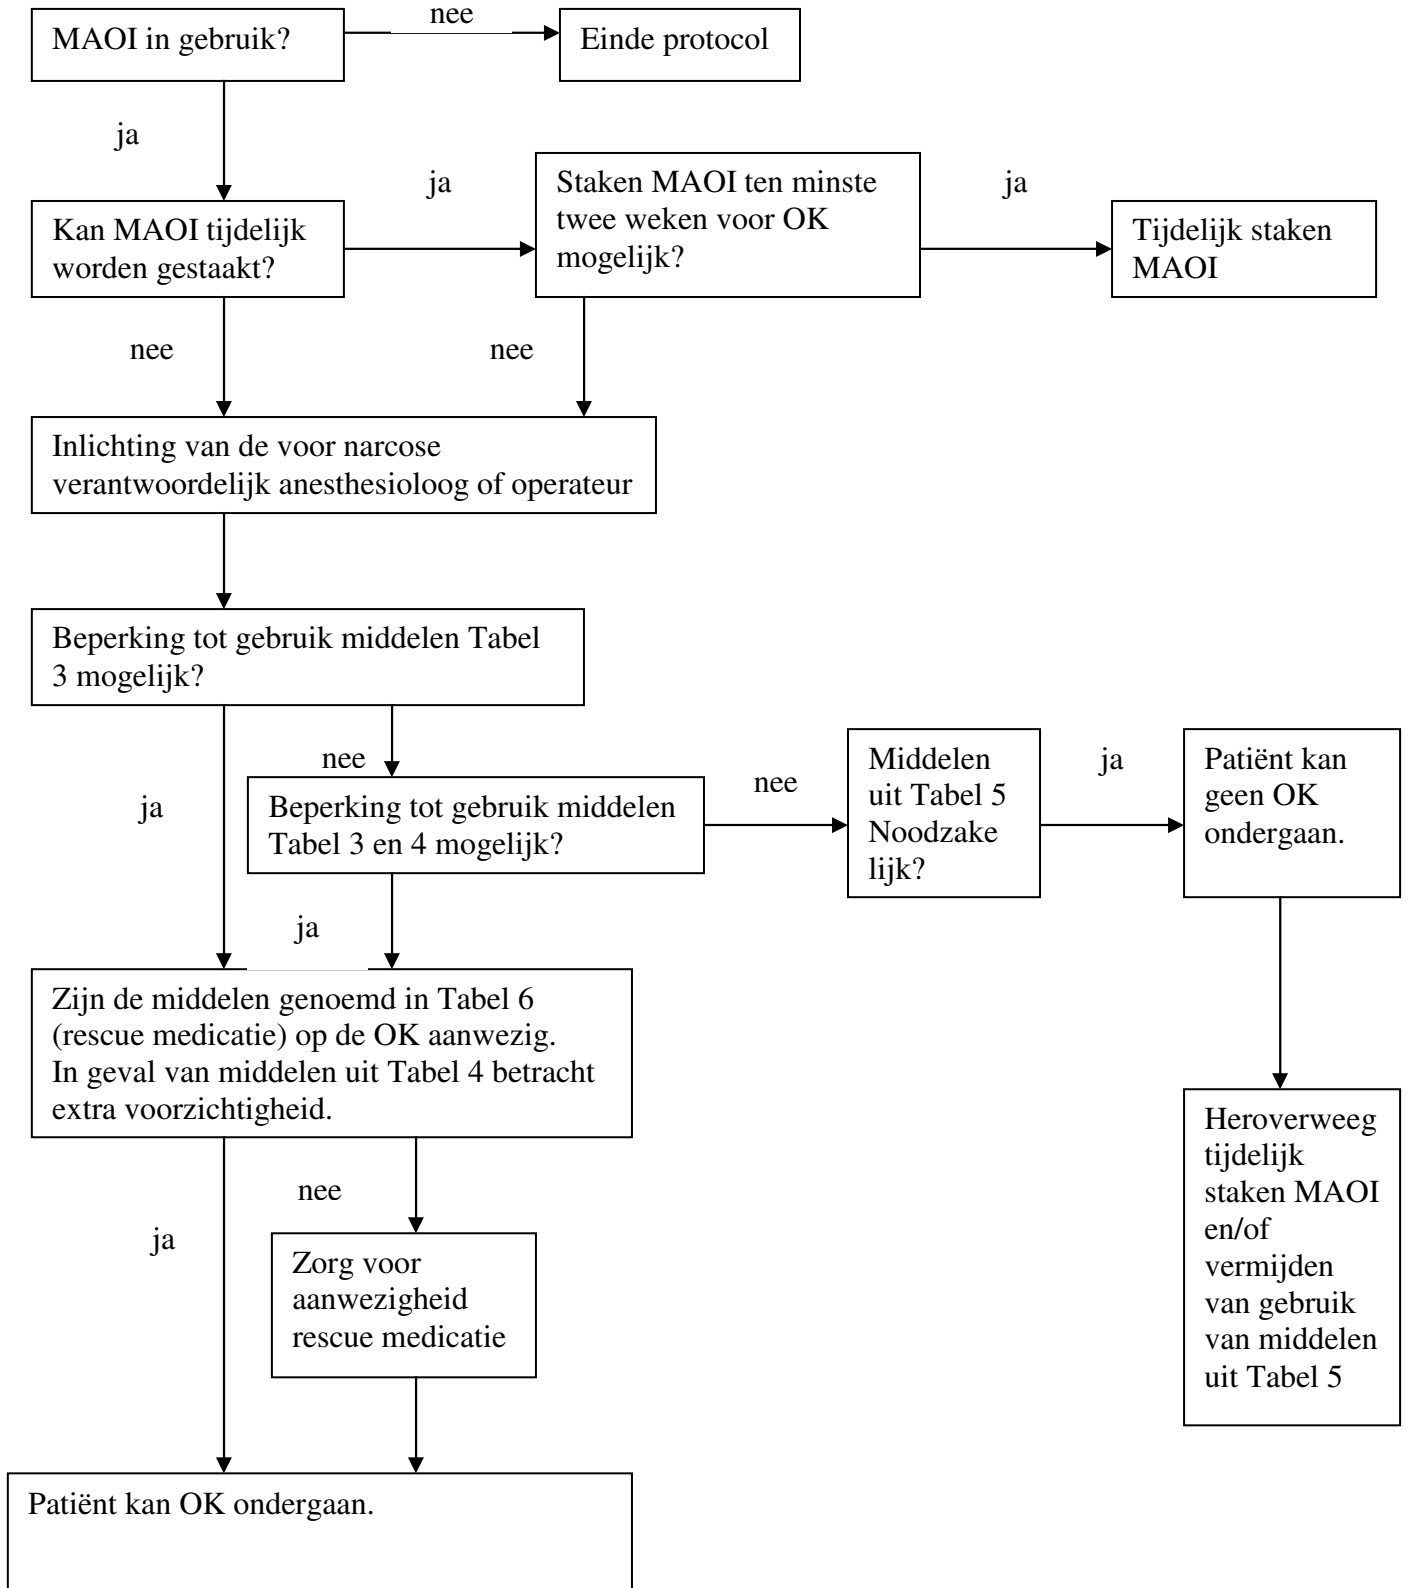 MAOI in gebruik?
nee
Einde protocol
ja
Kan MAOI tijdelijk
worden gestaakt?
ja
Staken MAOI ten minste
twee weken voor OK
mogelijk?
ja
Tijdelijk staken
MAOI
nee
nee
Inlichting van de voor narcose
verantwoordelijk anesthesioloog of operateur
Beperking tot gebruik middelen Tabel
3 mogelijk?
ja
nee
Beperking tot gebruik middelen
Tabel 3 en 4 mogelijk?
nee
Middelen
uit Tabel 5
Noodzake
lijk?
ja
Patiënt kan
geen OK
ondergaan.
ja
Zijn de middelen genoemd in Tabel 6
(rescue medicatie) op de OK aanwezig.
In geval van middelen uit Tabel 4 betracht
extra voorzichtigheid.
Heroverweeg
tijdelijk
staken MAOI
en/of
vermijden
van gebruik
van middelen
uit Tabel 5
ja
nee
Zorg voor
aanwezigheid
rescue medicatie
Patiënt kan OK ondergaan.